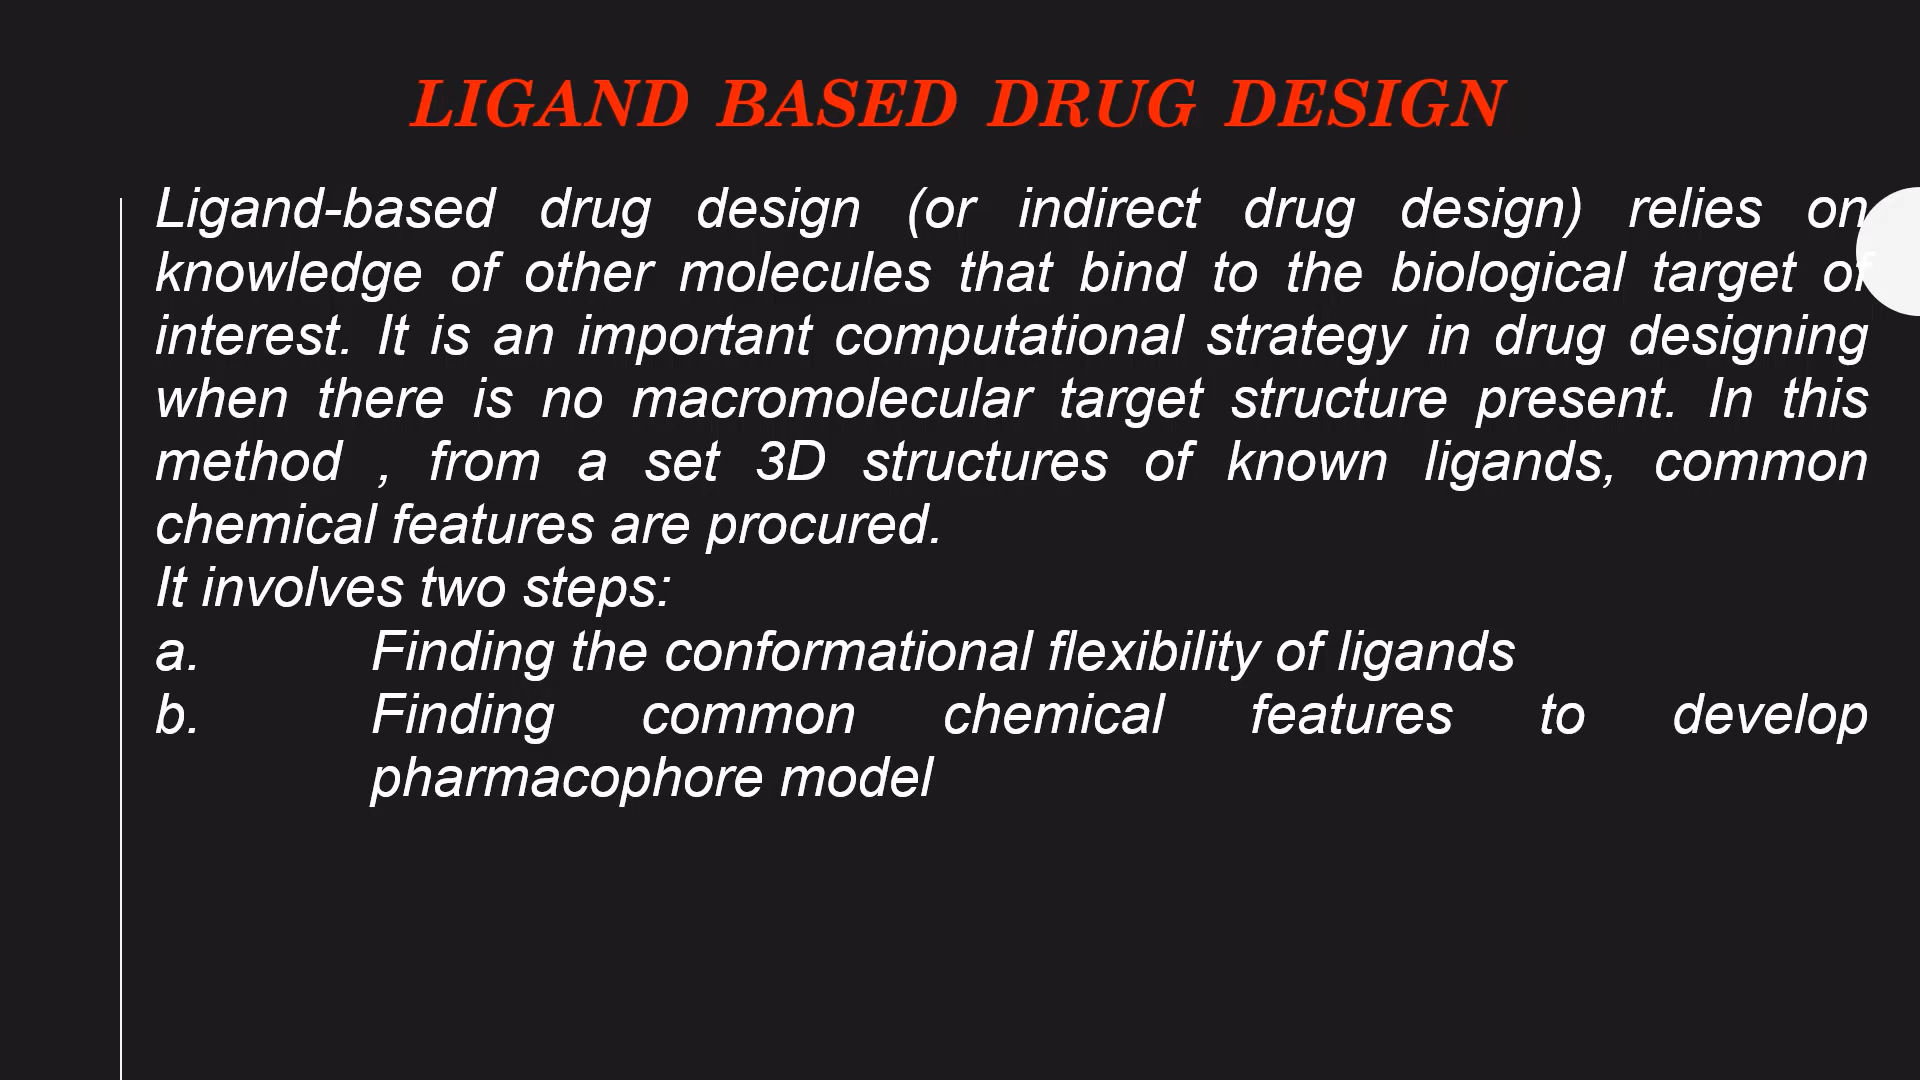 LIGAND BASED DRUG DESIGN
Ligand-based drug design (or indirect drug design) relies on
knowledge of other molecules that bind to the biological target of
interest. It is an important computational strategy in drug designing
when there is no macromolecular target structure present. In this
method , from a set 3D structures of known ligands, common
chemical features are procured.
It involves two steps:
a. Finding the conformational flexibility of ligands
b. Finding common chemical features to develop
pharmacophore model